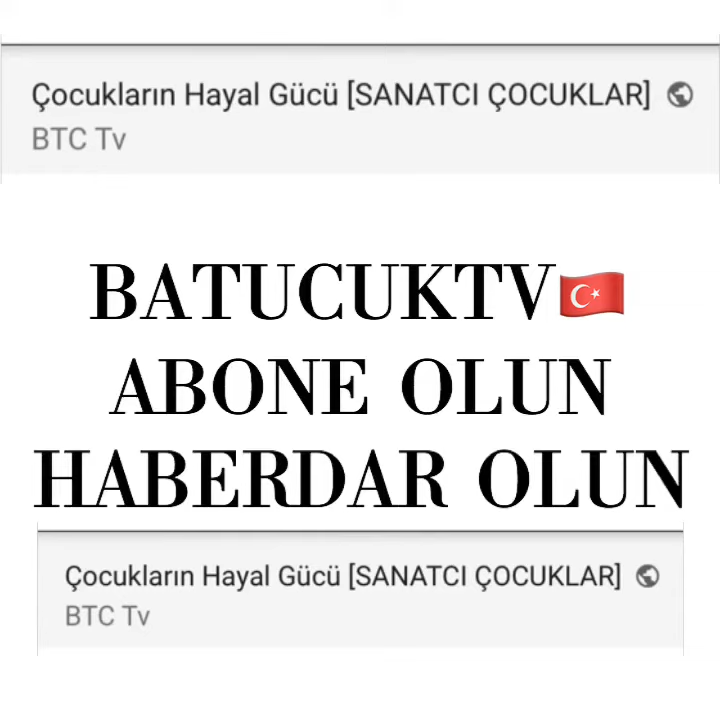 Çocukların Hayal Gücü [SANATCI ÇOCUKLAR]
BTC Tv
BATUCUKTV🇹🇷
ABONE OLUN
HABERDAR OLUN
Çocukların Hayal Gücü [SANATCI ÇOCUKLAR]
BTC Tv